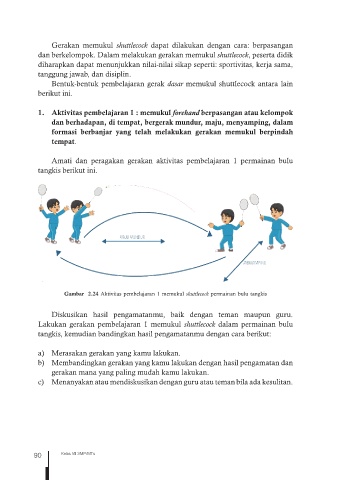 Gerakan memukul shuttlecock dapat dilakukan dengan cara: berpasangan
dan berkelompok. Dalam melakukan gerakan memukul shuttlecock, peserta didik
diharapkan dapat menunjukkan nilai-nilai sikap seperti: sportivitas, kerja sama,
tanggung jawab, dan disiplin.
Bentuk-bentuk pembelajaran gerak dasar memukul shuttlecock antara lain
berikut ini.
1. Aktivitas pembelajaran 1 : memukul forehand berpasangan atau kelompok
dan berhadapan, di tempat, bergerak mundur, maju, menyamping, dalam
formasi berbanjar yang telah melakukan gerakan memukul berpindah
tempat.
Amati dan peragakan gerakan aktivitas pembelajaran 1 permainan bulu
tangkis berikut ini.
Gambar 2.24 Aktivitas pembelajaran 1 memukul shuttlecock permainan bulu tangkis
Diskusikan hasil pengamatanmu, baik dengan teman maupun guru.
Lakukan gerakan pembelajaran 1 memukul shuttlecock dalam permainan bulu
tangkis, kemudian bandingkan hasil pengamatanmu dengan cara berikut:
a) Merasakan gerakan yang kamu lakukan.
b) Membandingkan gerakan yang kamu lakukan dengan hasil pengamatan dan
gerakan mana yang paling mudah kamu lakukan.
c) Menanyakan atau mendiskusikan dengan guru atau teman bila ada kesulitan.
90
Kelas VII SMP/MTs